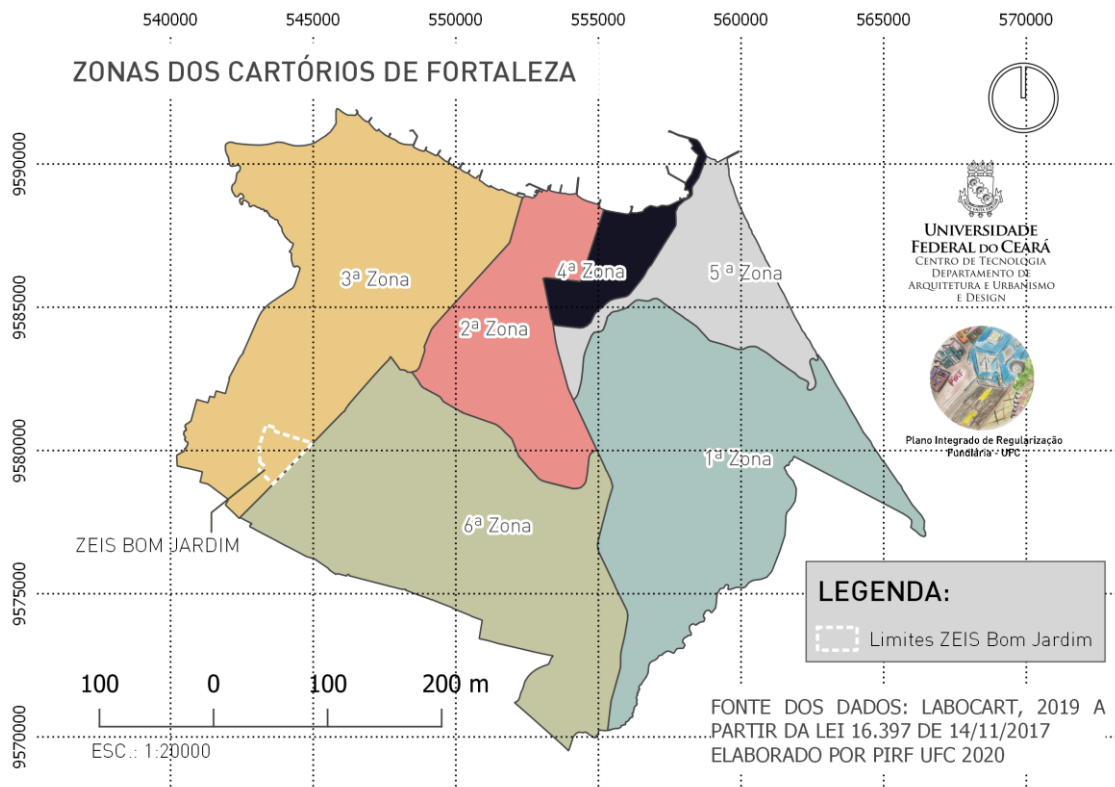 540000 545000 550000 555000 560000 565000 570000
ZONAS DOS CARTÓRIOS DE FORTALEZA
9590000
UNIVERSIDADE
FEDERAL DO CEARÁ
CENTRO DE TECNOLOGIA
DEPARTAMENTO DE
ARQUITETURA E URBANISMO
E DESIGN
3ª Zona
4ª Zona
5ª Zona
9585000
2ª Zona
Plano Integrado de Regularização
Fundiária - UFC
9580000
1ª Zona
6ª Zona
ZEIS BOM JARDIM
9575000
LEGENDA:
Limites ZEIS Bom Jardim
100 0 100 200 m
ESC.: 1:20000
9570000
FONTE DOS DADOS: LABOCART, 2019 A
PARTIR DA LEI 16.397 DE 14/11/2017 ...
ELABORADO POR PIRF UFC 2020